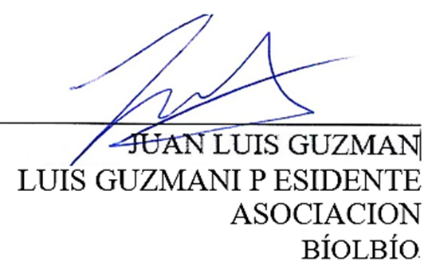 JUAN LUIS GUZMAN
LUIS GUZMANI P ESIDENTE
ASOCIACION
BÍOLBÍO